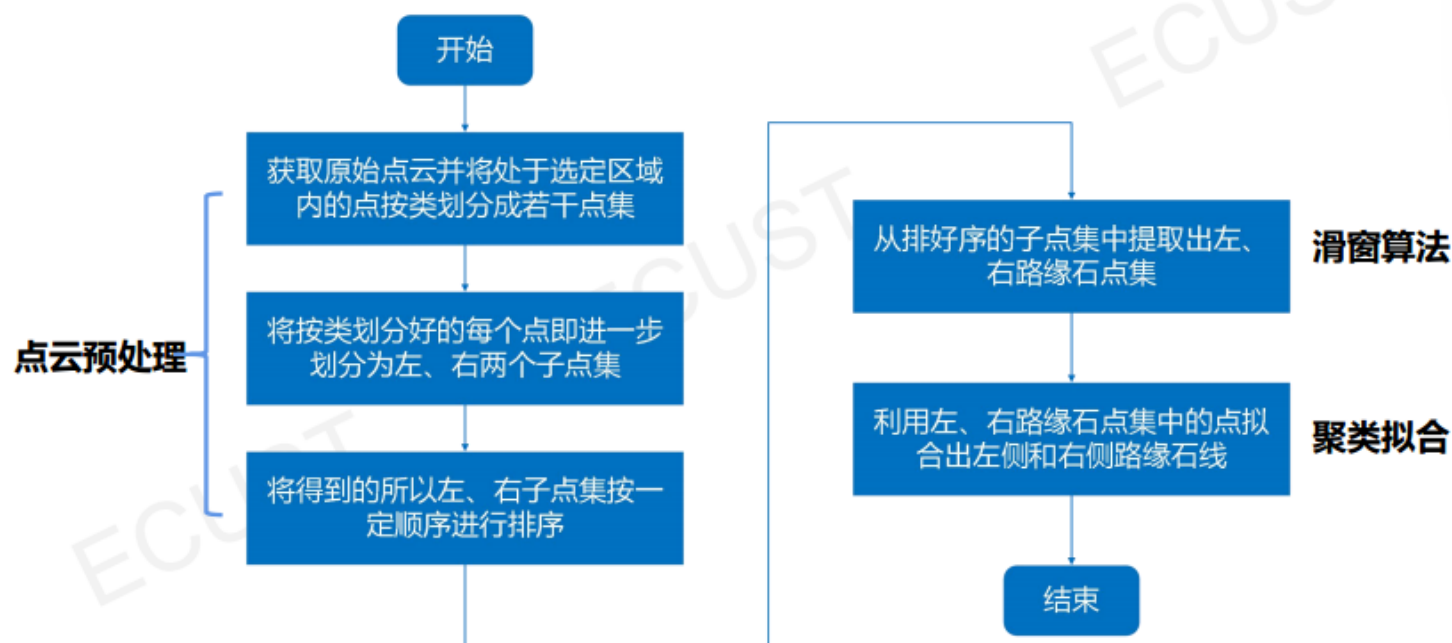 开始
获取原始点云并将处于选定区域
内的点按类划分成若干点集
将按类划分好的每个点即进一步
划分为左、右两个子点集
点云预处理
将得到的所以左、右子点集按一
定顺序进行排序
从排好序的子点集中提取出左、
右路缘石点集
滑窗算法
利用左、右路缘石点集中的点拟
合出左侧和右侧路缘石线
聚类拟合
结束
ECUST
ECUST
ECUST